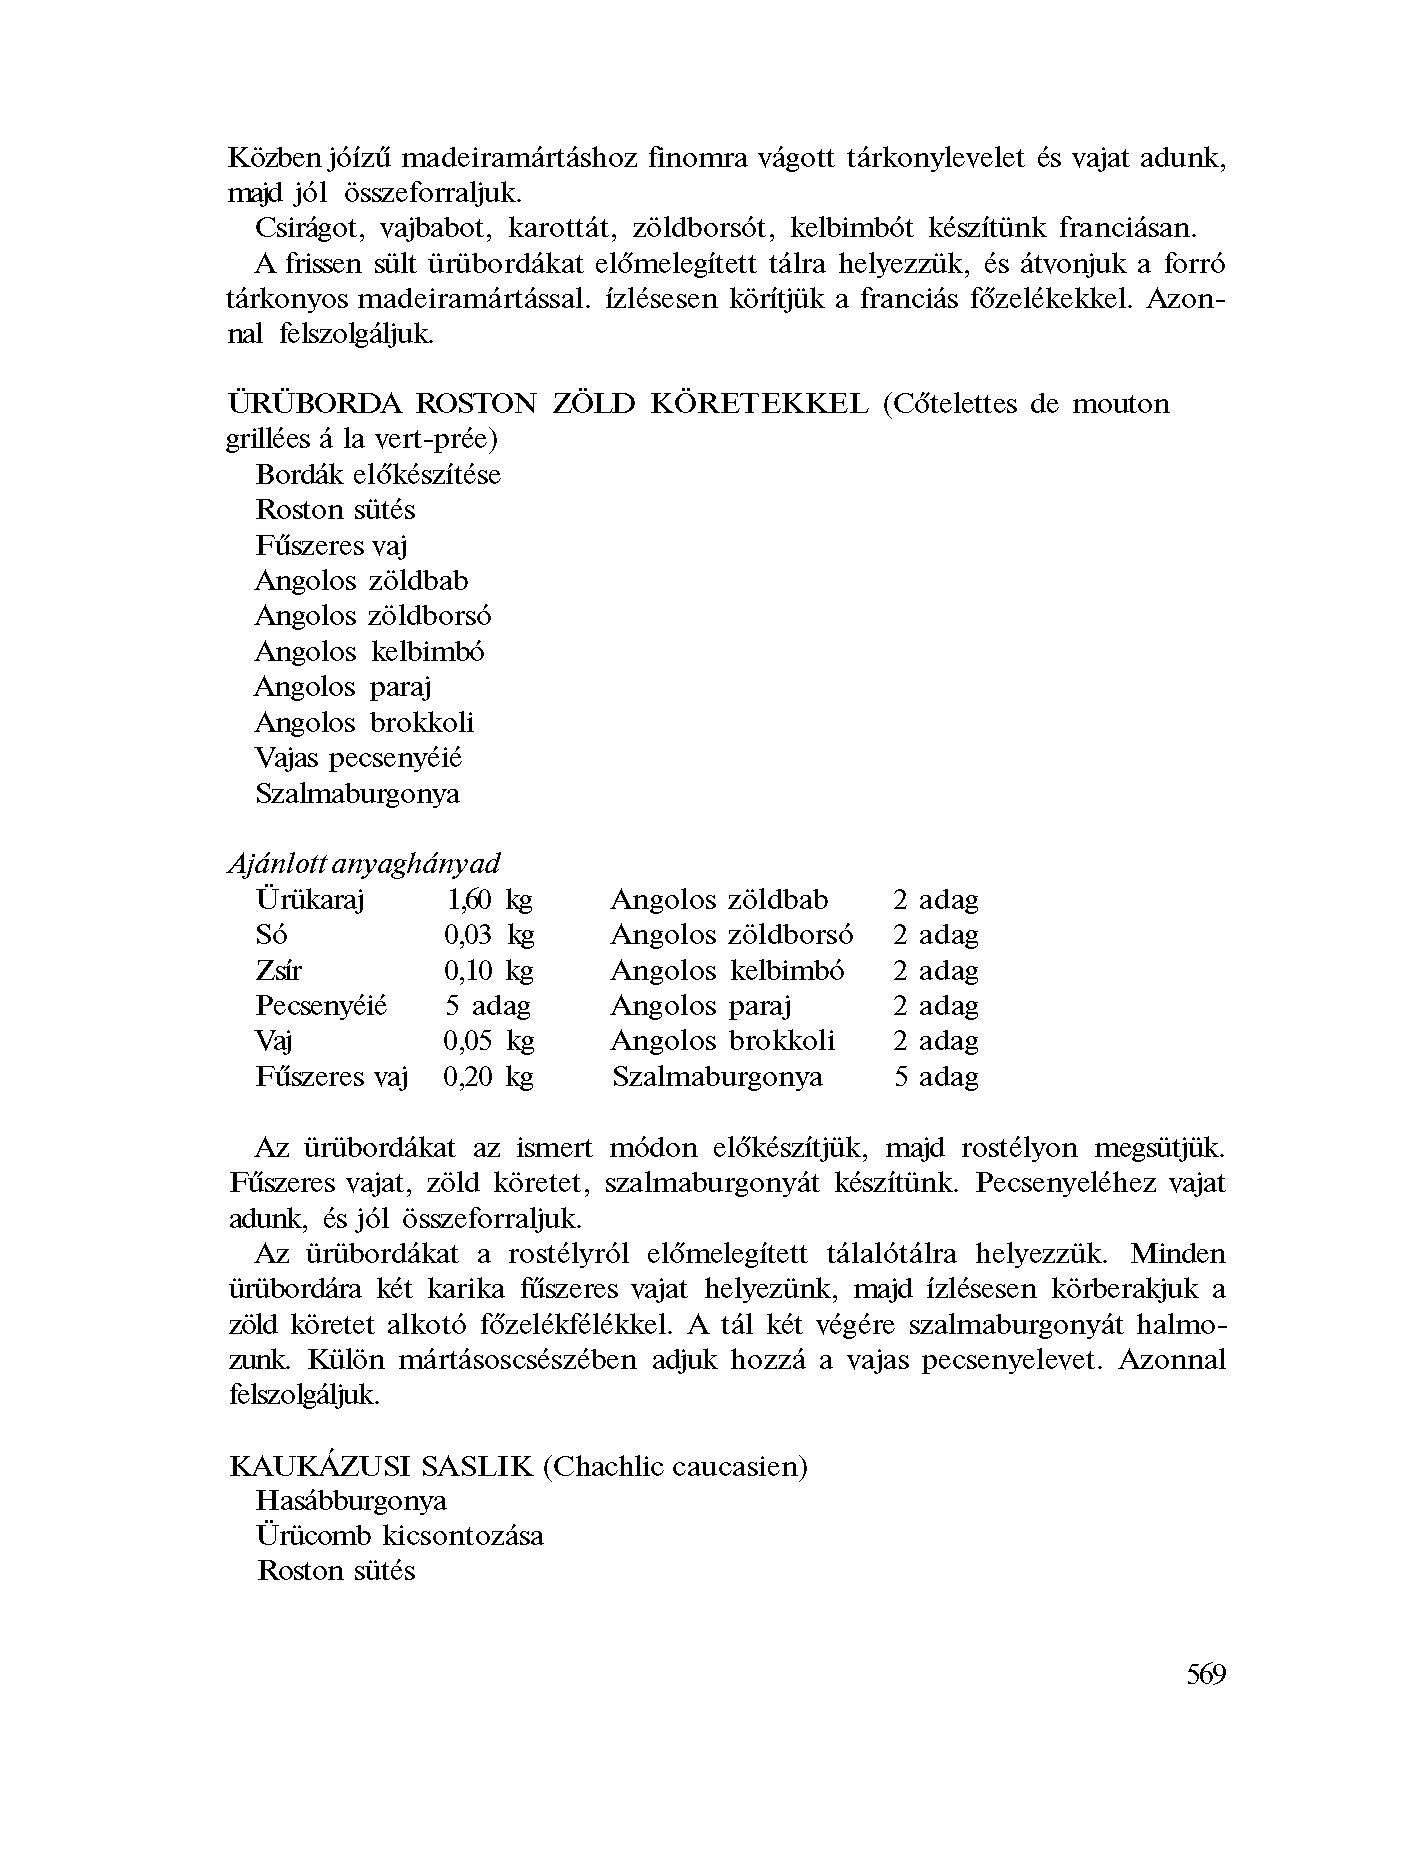 Közben jóízű madeiramártáshoz finomra vágott tárkonylevelet és vajat adunk,
majd jól összeforraljuk.
Csirágot, vajbabot, karottát, zöldborsót, kelbimbót készítünk franciásan.
A frissen sült ürübordákat előmelegített tálra helyezzük, és átvonjuk a forró
tárkonyos madeiramártással. ízlésesen körítjük a franciás főzelékekkel. Azon-
nal felszolgáljuk.
ÜRÜBORDA ROSTON ZÖLD KÖRETEKKEL (Cőtelettes de mouton
grillées á la vert-prée)
Bordák előkészítése
Roston sütés
Fűszeres vaj
Angolos zöldbab
Angolos zöldborsó
Angolos kelbimbó
Angolos paraj
Angolos brokkoli
Vajas pecsenyéié
Szalmaburgonya
Ajánlott anyaghányad
Ürükaraj 1,60 kg Angolos zöldbab 2 adag
Só 0,03 kg Angolos zöldborsó 2 adag
Zsír 0,10 kg Angolos kelbimbó 2 adag
Pecsenyéié 5 adag Angolos paraj 2 adag
Vaj 0,05 kg Angolos brokkoli 2 adag
Fűszeres vaj 0,20 kg Szalmaburgonya 5 adag
Az ürübordákat az ismert módon előkészítjük, majd rostélyon megsütjük.
Fűszeres vajat, zöld köretet, szalmaburgonyát készítünk. Pecsenyeléhez vajat
adunk, és jól összeforraljuk.
Az ürübordákat a rostélyról előmelegített tálalótálra helyezzük. Minden
ürübordára két karika fűszeres vajat helyezünk, majd ízlésesen körberakjuk a
zöld köretet alkotó főzelékfélékkel. A tál két végére szalmaburgonyát halmo-
zunk. Külön mártásoscsészében adjuk hozzá a vajas pecsenyelevet. Azonnal
felszolgáljuk.
KAUKÁZUSI SASLIK (Chachlic caucasien)
Hasábburgonya
Ürücomb kicsontozása
Roston sütés
569